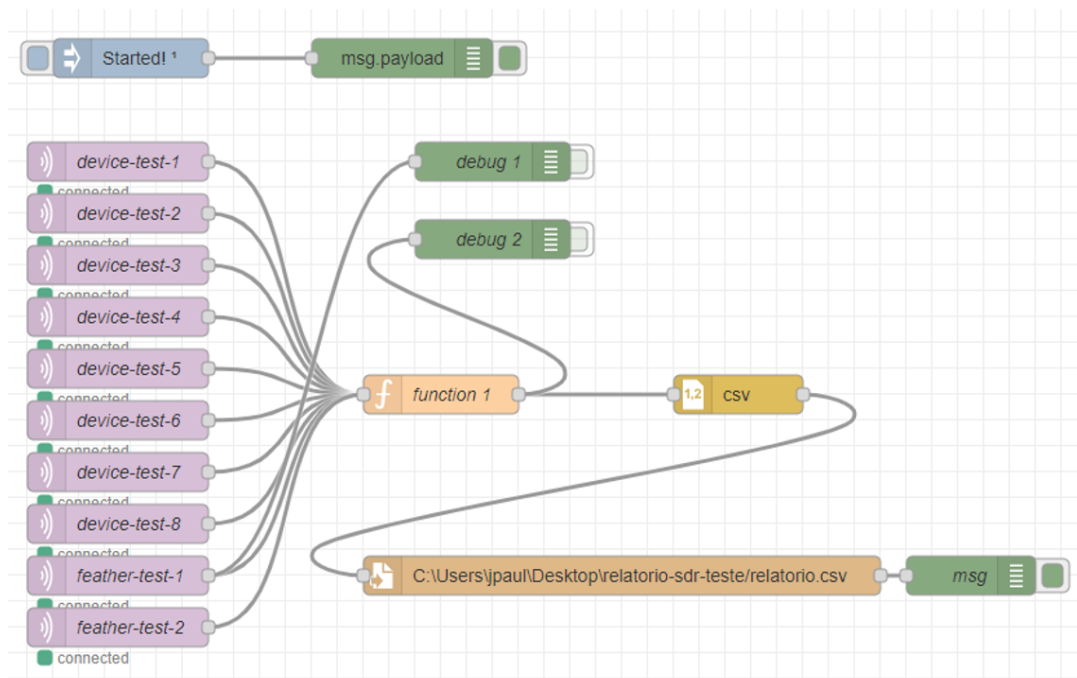 Started! ¹
msg.payload
device-test-1
connected
debug 1
device-test-2
connected
debug 2
device-test-3
connected
device-test-4
connected
device-test-5
connected
function 1
1,2
csv
device-test-6
connected
device-test-7
connected
device-test-8
connected
feather-test-1
connected
C:\Users\jpaul\Desktop\relatorio-sdr-teste/relatorio.csv
msg
feather-test-2
connected